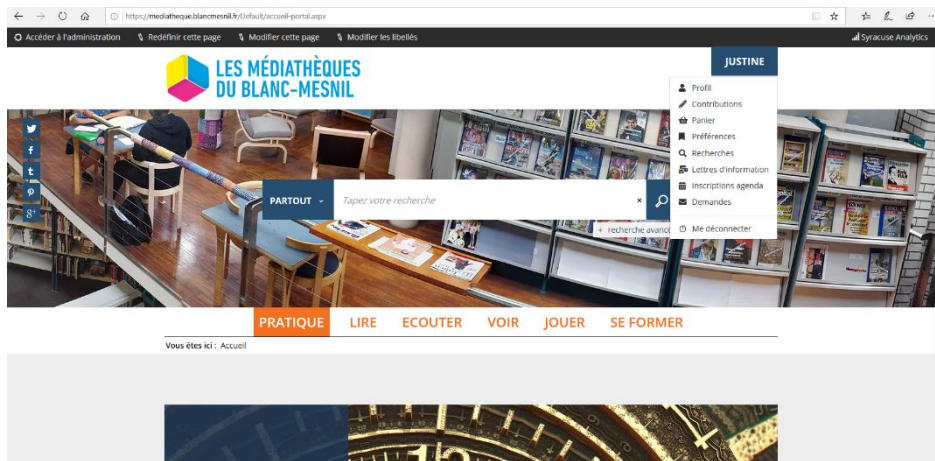 https://mediatheque.blancmesnil.fr/Default/accueil-portal.aspx
Accéder à l'administration Redéfinir cette page Modifier cette page Modifier les libellés Syracuse Analytics
LES MÉDIATHÈQUES
DU BLANC-MESNIL
JUSTINE
Profil
Contributions
Panier
Préférences
Recherches
Lettres d'information
Inscriptions agenda
Demandes
Me déconnecter
PARTOUT Tapez votre recherche ×
+ recherche avancé
PRATIQUE LIRE ECOUTER VOIR JOUER SE FORMER
Vous êtes ici : Accueil
12